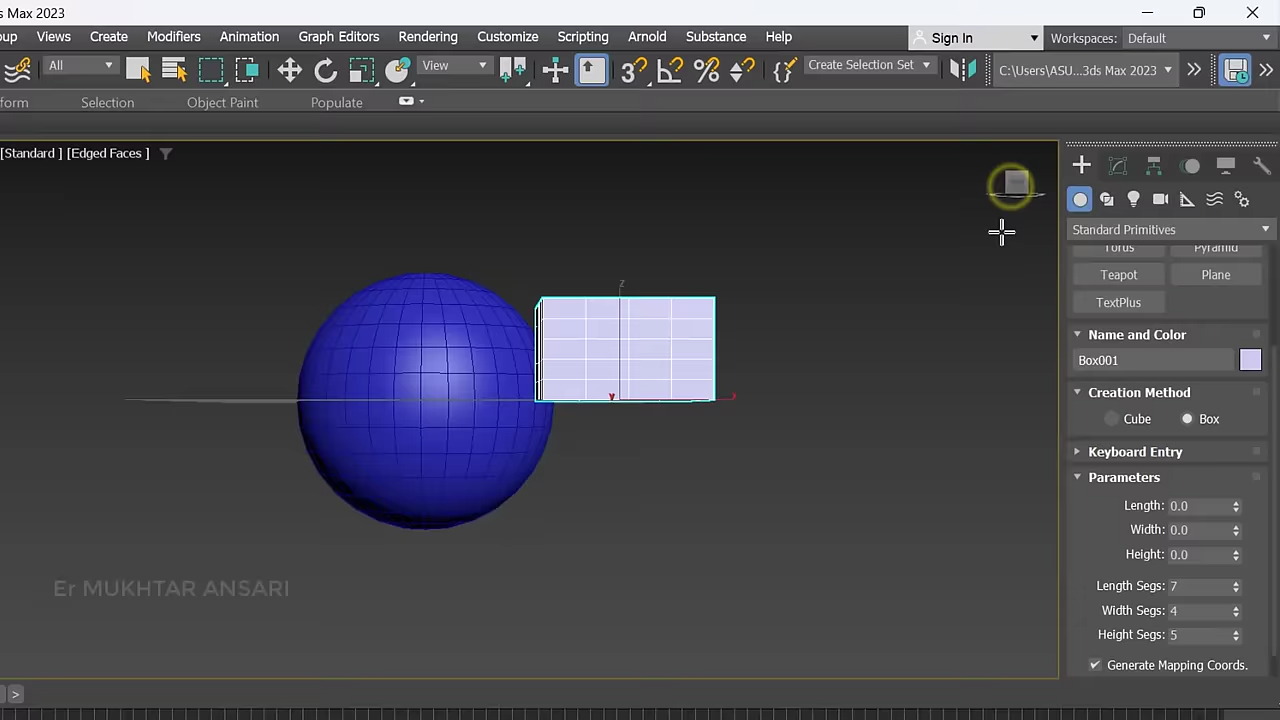 ds Max 2023
oup Views Create Modifiers Animation Graph Editors Rendering Customize Scripting Arnold Substance Help Sign In Workspaces: Default
All View Create Selection Set C:\Users\ASU...3ds Max 2023
form Selection Object Paint Populate
[Standard ] [Edged Faces ]
Standard Primitives
Torus Pyramid
Teapot Plane
TextPlus
Name and Color
Box001
Creation Method
Cube Box
Keyboard Entry
Parameters
Length: 0.0
Width: 0.0
Height: 0.0
Length Segs: 7
Width Segs: 4
Height Segs: 5
Generate Mapping Coords.
z
y x
Er MUKHTAR ANSARI
>